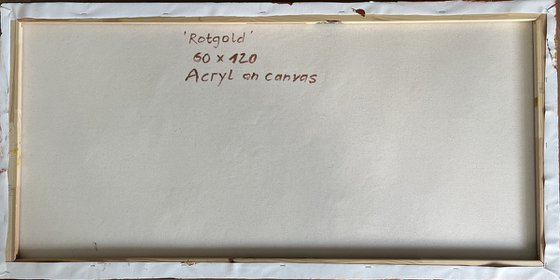 'Rotgold'
60 x 120
Acryl on canvas